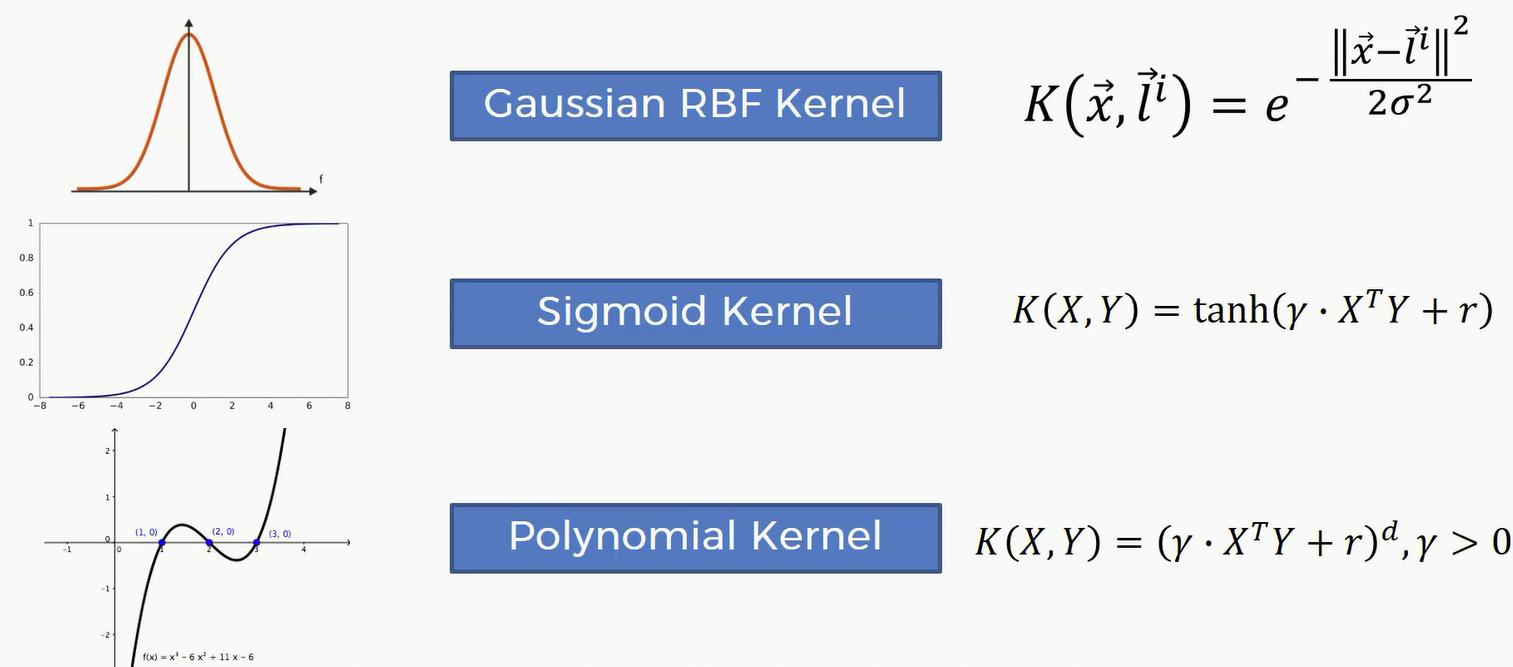 f
Gaussian RBF Kernel
K(x⃗, l⃗ⁱ) = e^(−‖x⃗−l⃗ⁱ‖²/2σ²)
1
0.8
0.6
0.4
0.2
0
−8 −6 −4 −2 0 2 4 6 8
Sigmoid Kernel
K(X, Y) = tanh(γ · XᵀY + r)
2
1
(1, 0) (2, 0) (3, 0)
0
−1 0 1 2 3 4
−1
−2
f(x) = x³ − 6 x² + 11 x − 6
Polynomial Kernel
K(X, Y) = (γ · XᵀY + r)ᵈ, γ > 0